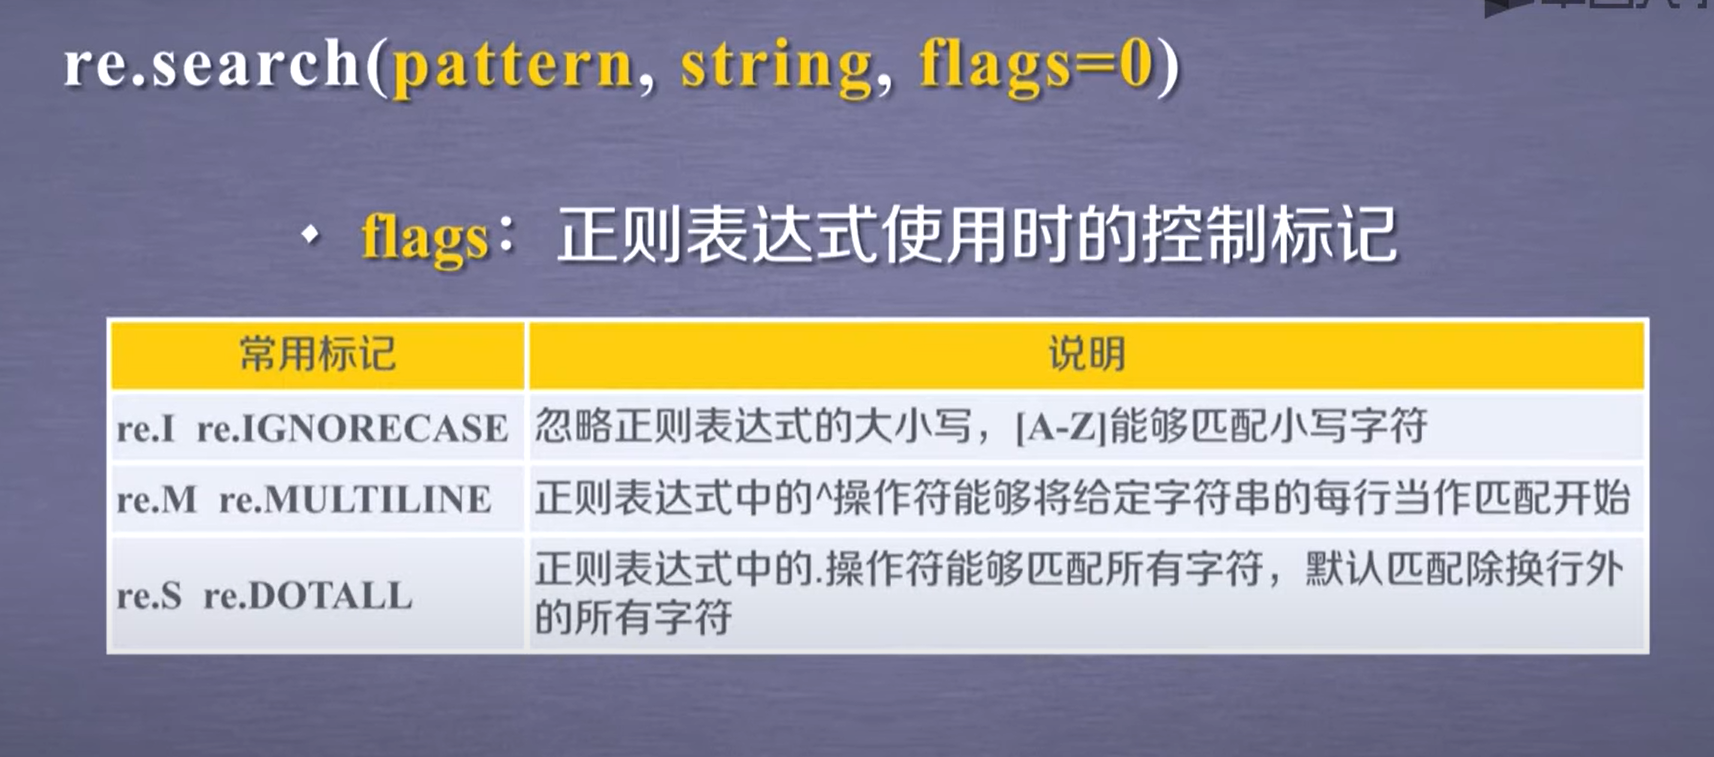 re.search(pattern, string, flags=0)
flags: 正则表达式使用时的控制标记
常用标记 说明
re.I re.IGNORECASE 忽略正则表达式的大小写，[A-Z]能够匹配小写字符
re.M re.MULTILINE 正则表达式中的^操作符能够将给定字符串的每行当作匹配开始
re.S re.DOTALL 正则表达式中的.操作符能够匹配所有字符，默认匹配除换行外
的所有字符